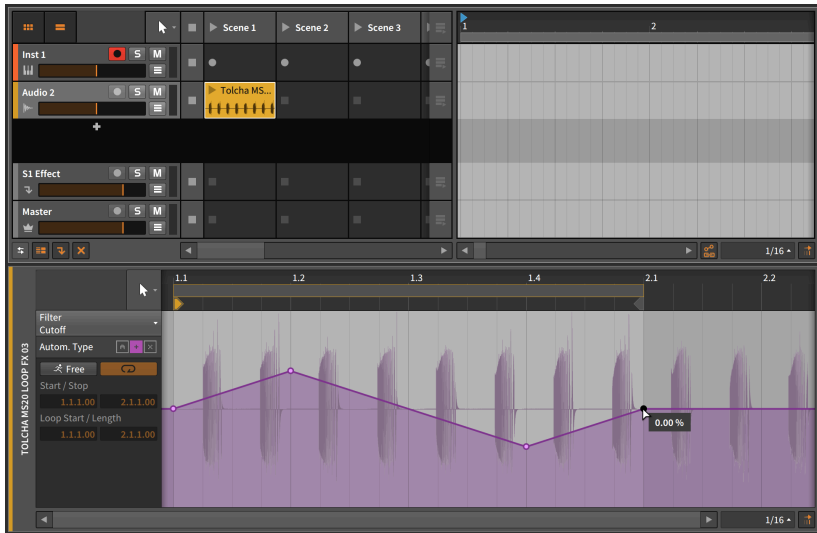 Scene 1
Scene 2
Scene 3
1
2
Inst 1
S
M
Audio 2
S
M
Tolcha MS...
S1 Effect
S
M
Master
S
M
1/16
1.1
1.2
1.3
1.4
2.1
2.2
Filter
Cutoff
Autom. Type
Free
Start / Stop
1.1.1.00
2.1.1.00
Loop Start / Length
1.1.1.00
2.1.1.00
TOLCHA MS20 LOOP FX 03
0.00 %
1/16